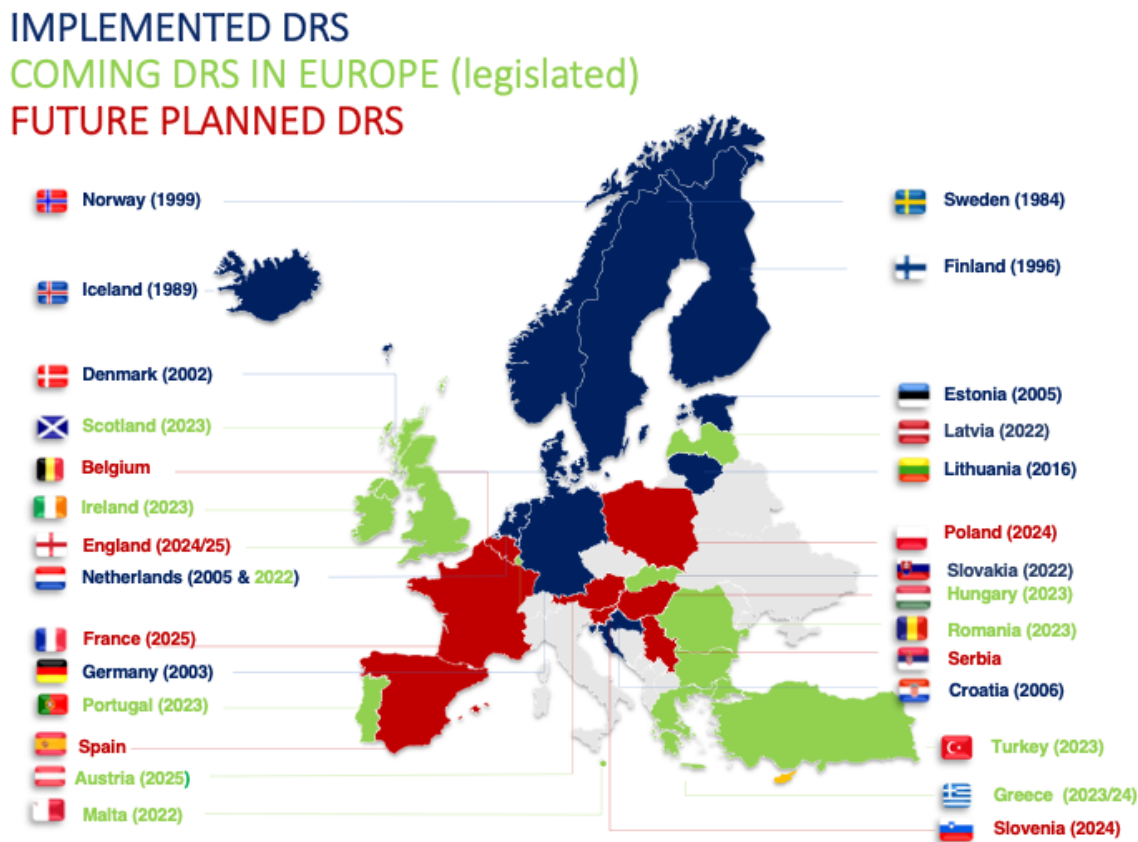 IMPLEMENTED DRS
COMING DRS IN EUROPE (legislated)
FUTURE PLANNED DRS
Norway (1999)
Iceland (1989)
Denmark (2002)
Scotland (2023)
Belgium
Ireland (2023)
England (2024/25)
Netherlands (2005 & 2022)
France (2025)
Germany (2003)
Portugal (2023)
Spain
Austria (2025)
Malta (2022)
Sweden (1984)
Finland (1996)
Estonia (2005)
Latvia (2022)
Lithuania (2016)
Poland (2024)
Slovakia (2022)
Hungary (2023)
Romania (2023)
Serbia
Croatia (2006)
Turkey (2023)
Greece (2023/24)
Slovenia (2024)